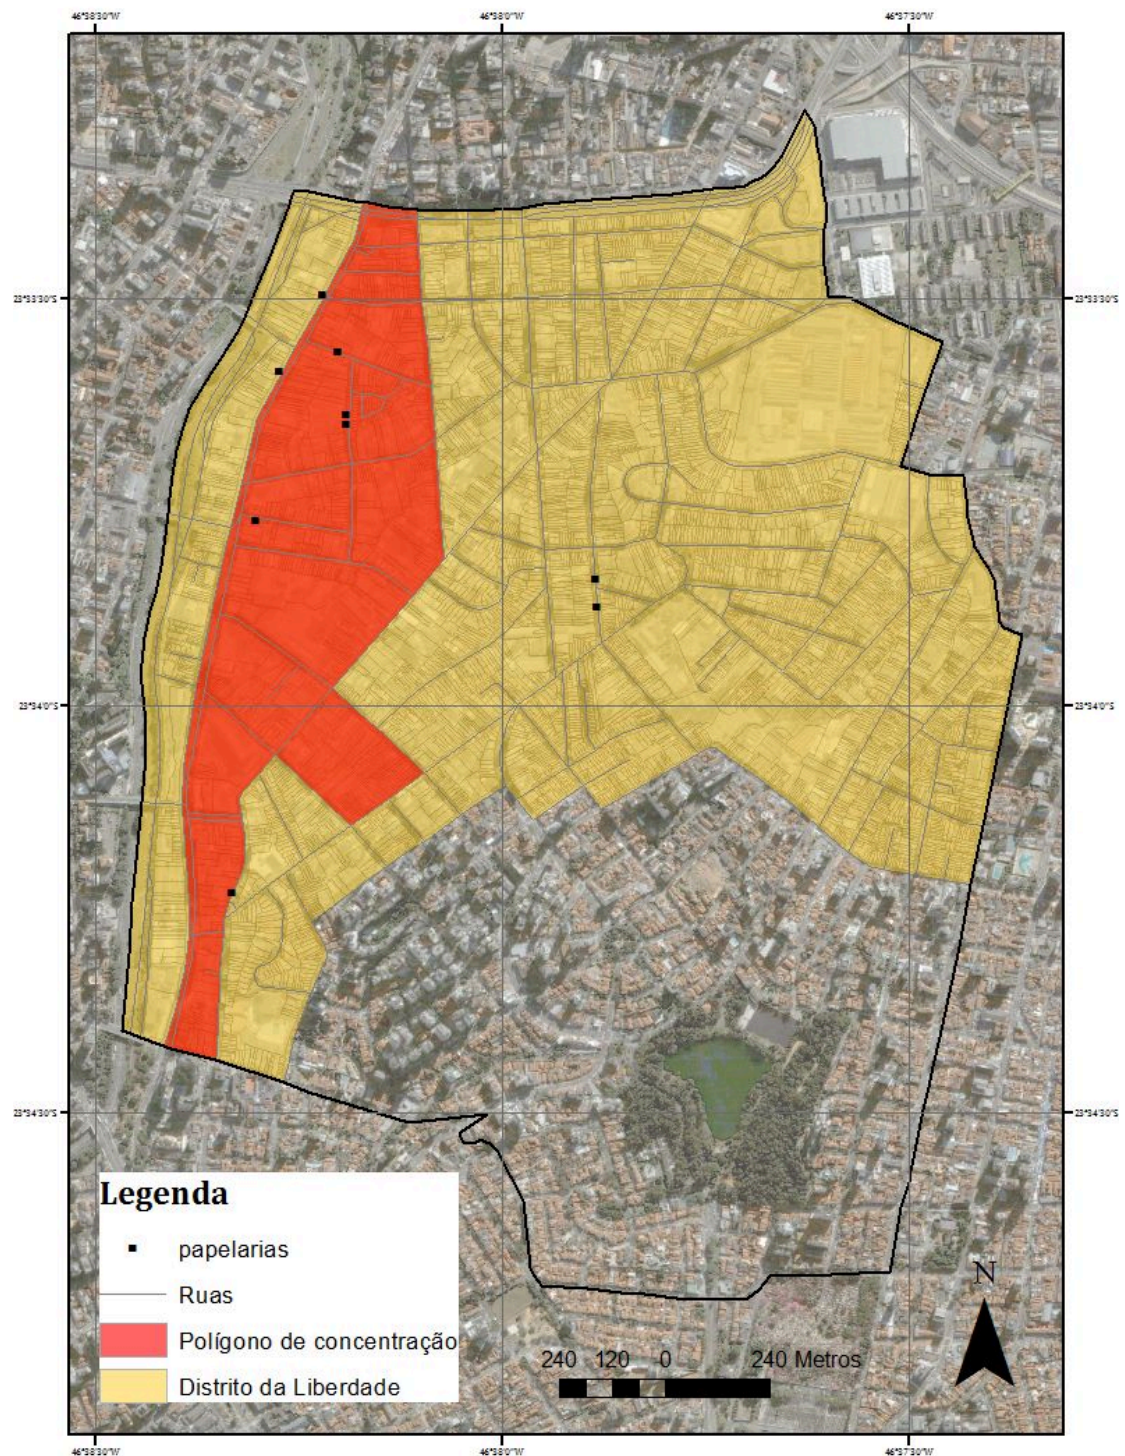 46°38'30"W 46°38'0"W 46°37'30"W
23°33'30"S 23°33'30"S
23°34'0"S 23°34'0"S
23°34'30"S 23°34'30"S
Legenda
papelarias
Ruas
Polígono de concentração
Distrito da Liberdade
N
240 120 0 240 Metros
46°38'30"W 46°38'0"W 46°37'30"W